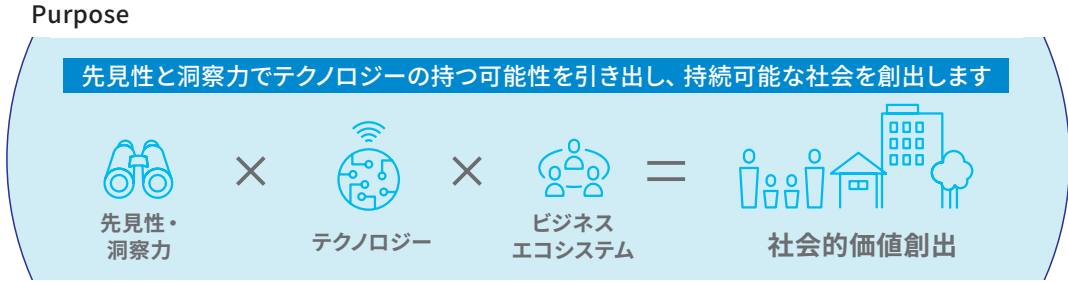 Purpose
先見性と洞察力でテクノロジーの持つ可能性を引き出し、持続可能な社会を創出します
先見性・
洞察力
×
テクノロジー
×
ビジネス
エコシステム
=
社会的価値創出